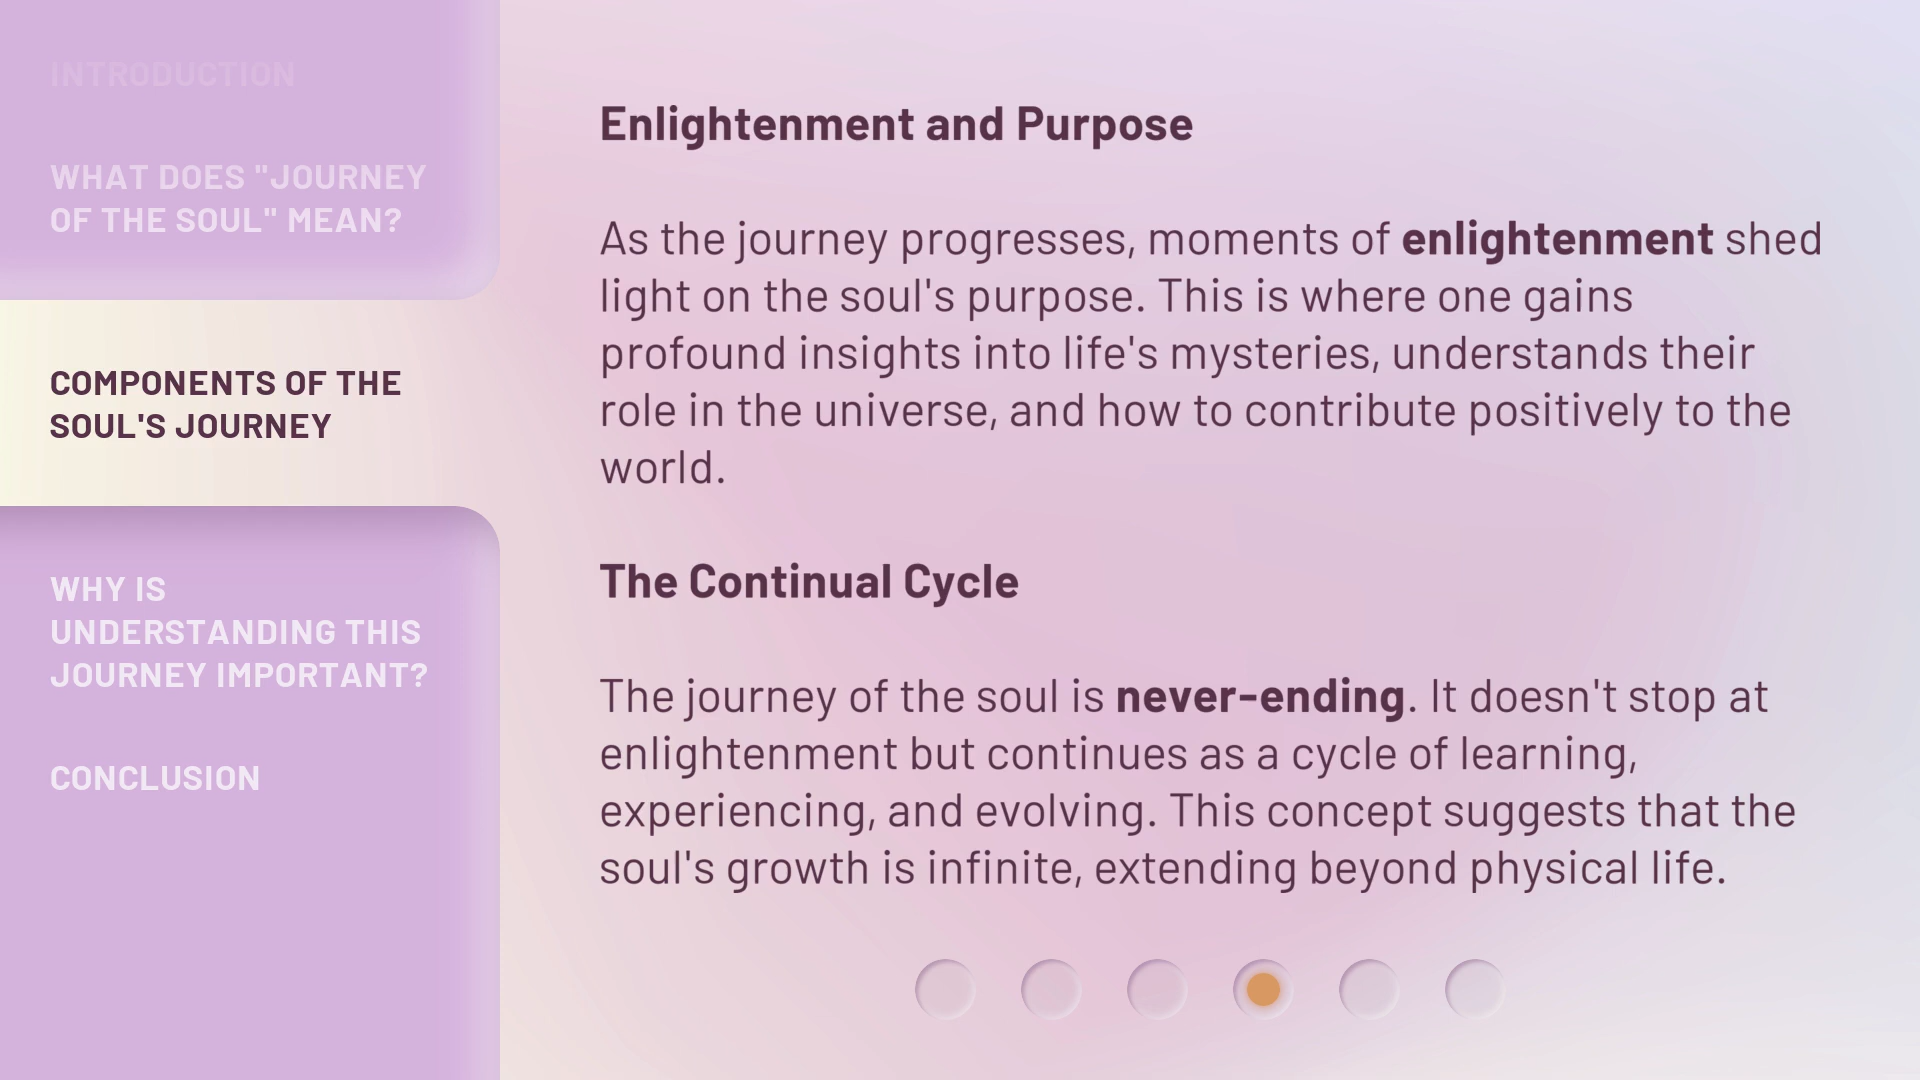 INTRODUCTION
WHAT DOES "JOURNEY
OF THE SOUL" MEAN?
COMPONENTS OF THE
SOUL'S JOURNEY
WHY IS
UNDERSTANDING THIS
JOURNEY IMPORTANT?
CONCLUSION
Enlightenment and Purpose
As the journey progresses, moments of enlightenment shed
light on the soul's purpose. This is where one gains
profound insights into life's mysteries, understands their
role in the universe, and how to contribute positively to the
world.
The Continual Cycle
The journey of the soul is never-ending. It doesn't stop at
enlightenment but continues as a cycle of learning,
experiencing, and evolving. This concept suggests that the
soul's growth is infinite, extending beyond physical life.